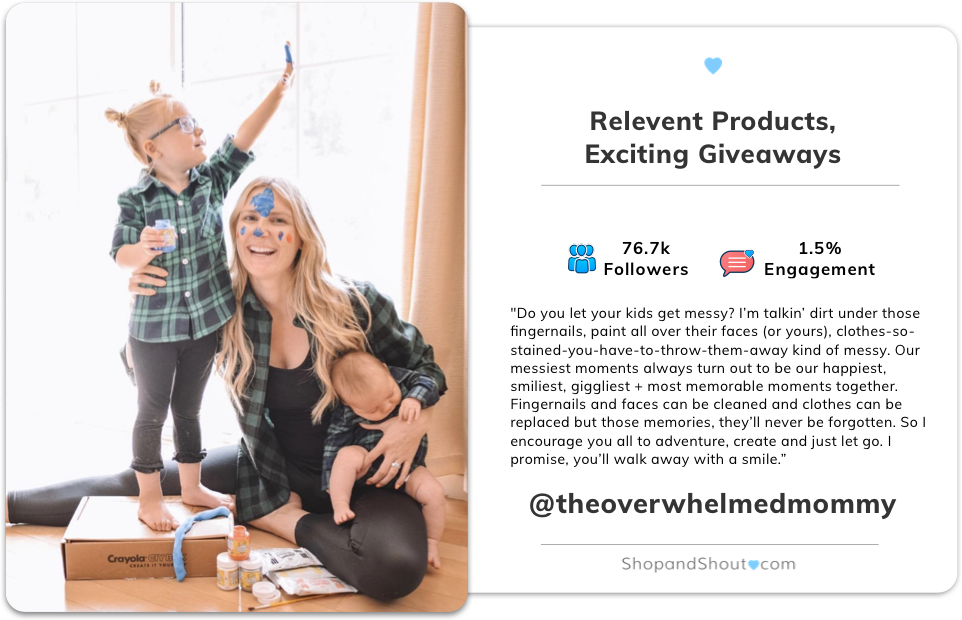 Relevent Products,
Exciting Giveaways
76.7k
Followers
1.5%
Engagement
"Do you let your kids get messy? I’m talkin’ dirt under those
fingernails, paint all over their faces (or yours), clothes-so-
stained-you-have-to-throw-them-away kind of messy. Our
messiest moments always turn out to be our happiest,
smiliest, giggliest + most memorable moments together.
Fingernails and faces can be cleaned and clothes can be
replaced but those memories, they’ll never be forgotten. So I
encourage you all to adventure, create and just let go. I
promise, you’ll walk away with a smile.”
@theoverwhelmedmommy
ShopandShout com
Crayola
CREATE IT YOURSELF